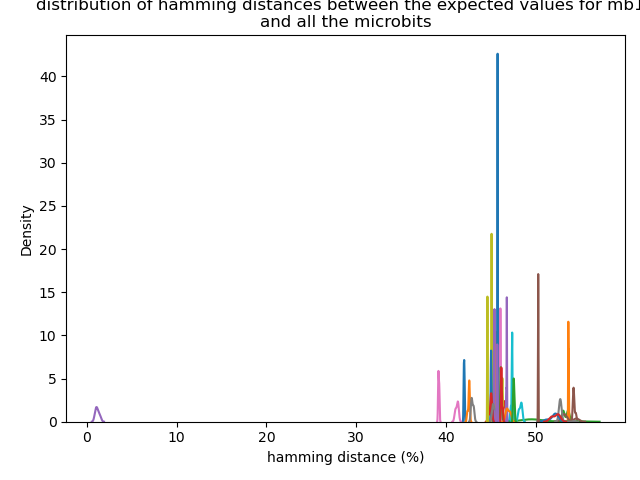 distribution of hamming distances between the expected values for mb1
and all the microbits
40
35
30
25
20
15
10
5
0
Density
0 10 20 30 40 50
hamming distance (%)